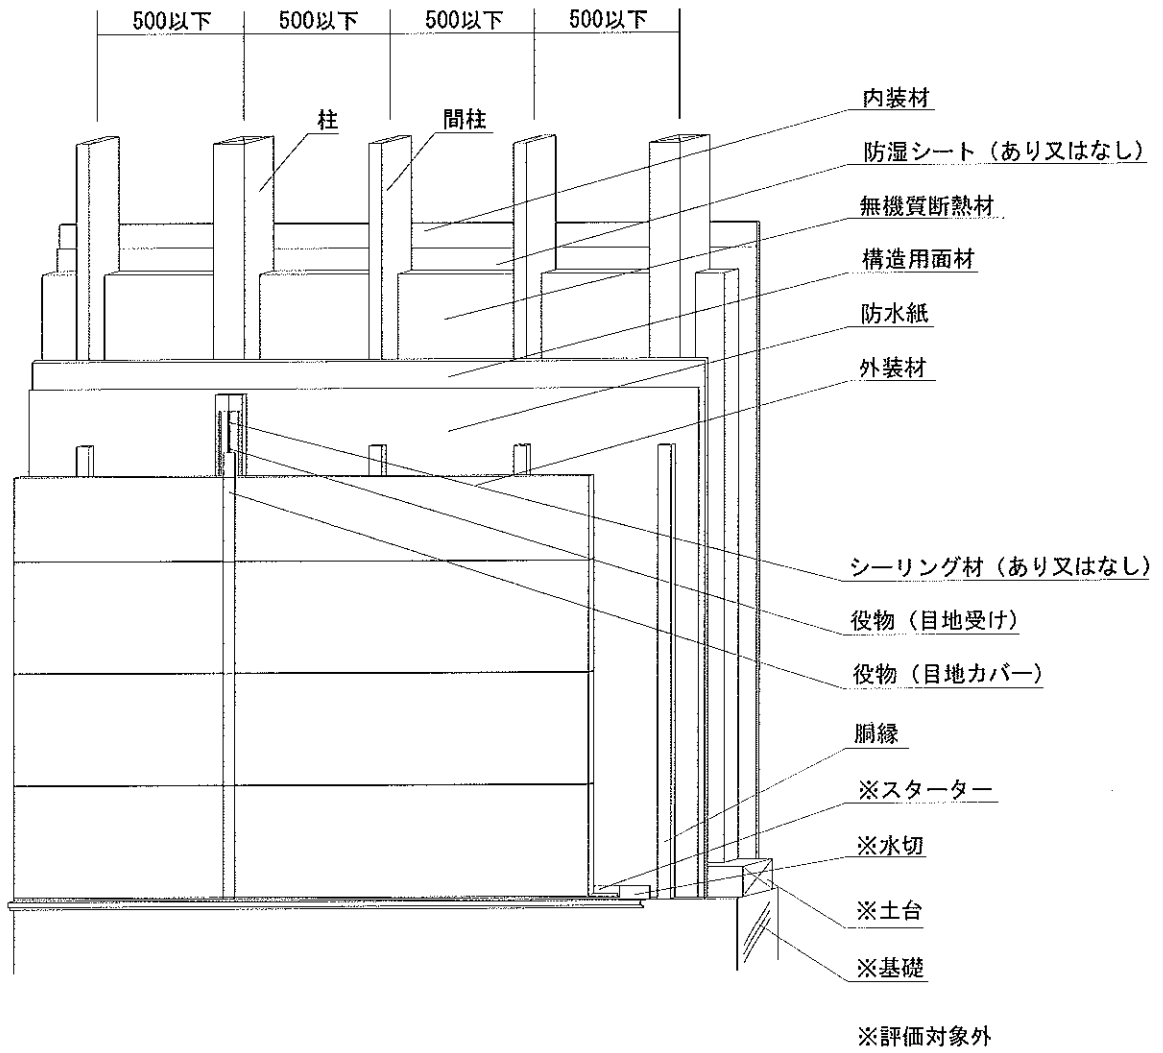 500以下 500以下 500以下 500以下
内装材
柱 間柱
防湿シート（あり又はなし）
無機質断熱材
構造用面材
防水紙
外装材
シーリング材（あり又はなし）
役物（目地受け）
役物（目地カバー）
胴縁
※スターター
※水切
※土台
※基礎
※評価対象外